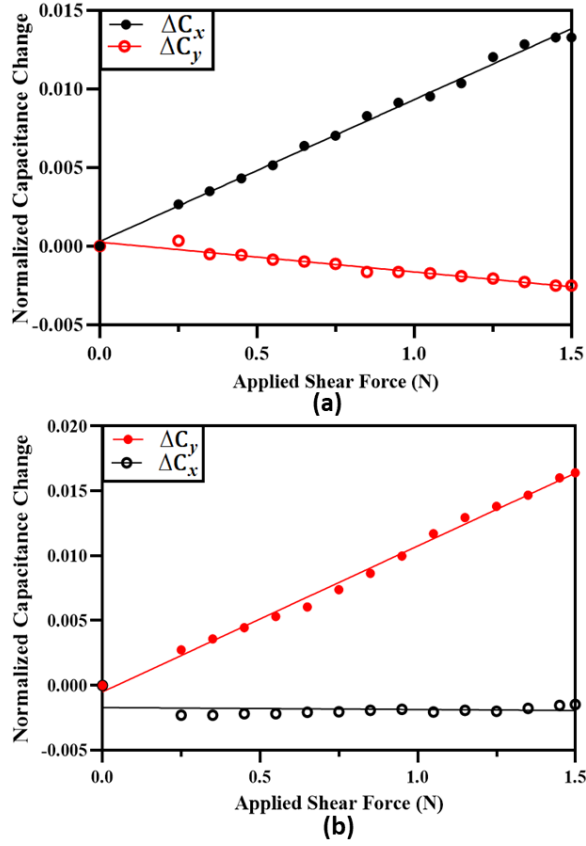 0.015
ΔCₓ
ΔCᵧ
0.010
0.005
0.000
-0.005
Normalized Capacitance Change
0.0
0.5
1.0
1.5
Applied Shear Force (N)
(a)
0.020
ΔCᵧ
ΔCₓ
0.015
0.010
0.005
0.000
-0.005
Normalized Capacitance Change
0.0
0.5
1.0
1.5
Applied Shear Force (N)
(b)